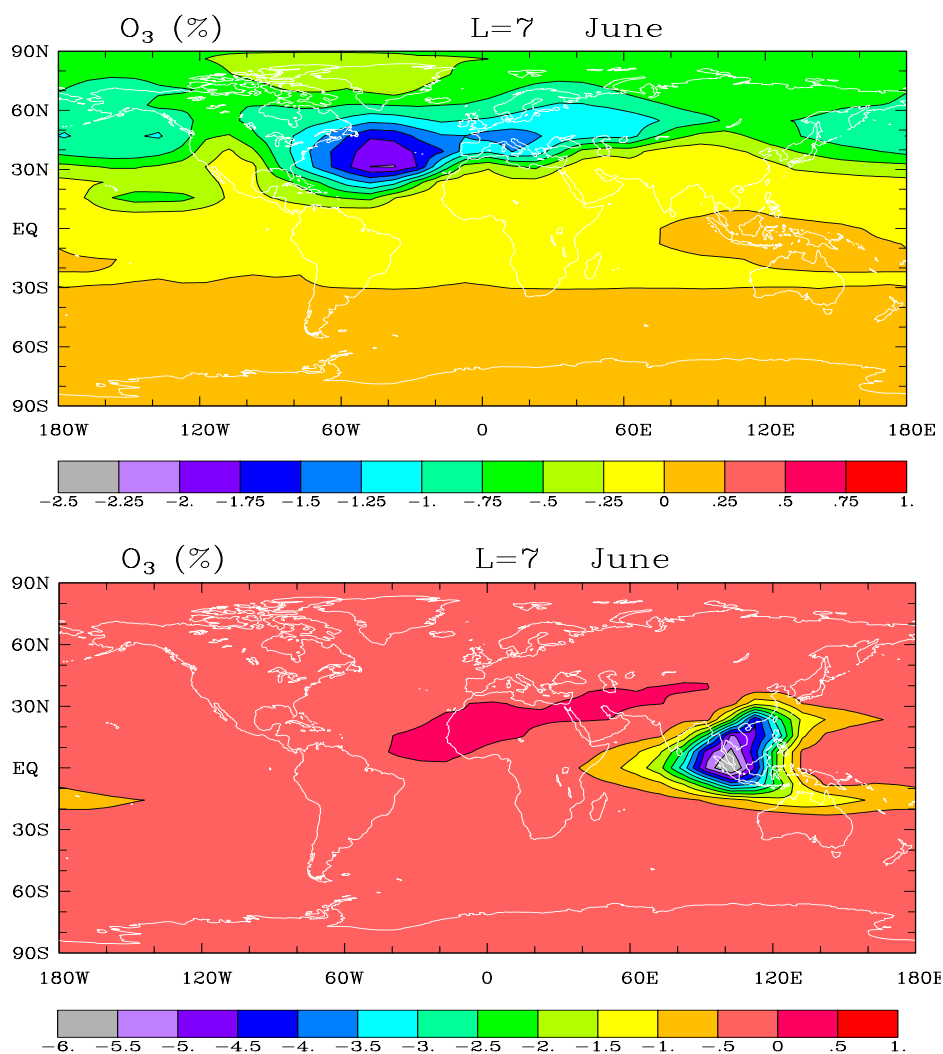 O₃ (%) L=7 June
90N
60N
30N
EQ
30S
60S
90S
180W 120W 60W 0 60E 120E 180E
-2.5 -2.25 -2. -1.75 -1.5 -1.25 -1. -.75 -.5 -.25 0 .25 .5 .75 1.
O₃ (%) L=7 June
90N
60N
30N
EQ
30S
60S
90S
180W 120W 60W 0 60E 120E 180E
-6. -5.5 -5. -4.5 -4. -3.5 -3. -2.5 -2. -1.5 -1. -.5 0 .5 1.